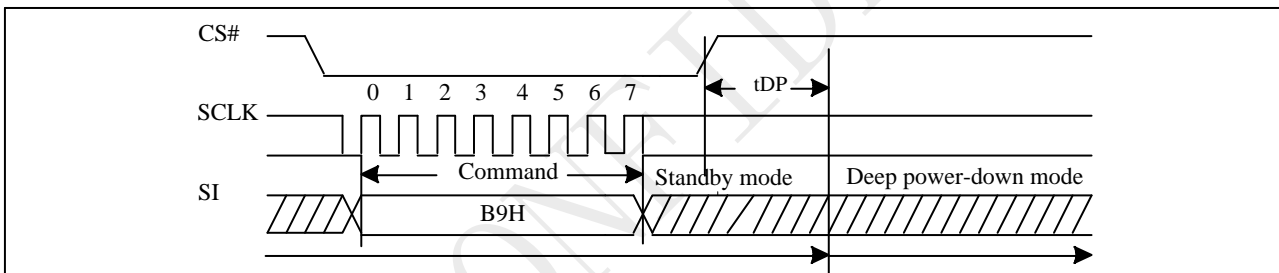 CS#
tDP
0 1 2 3 4 5 6 7
SCLK
Command
Standby mode
Deep power-down mode
SI
B9H